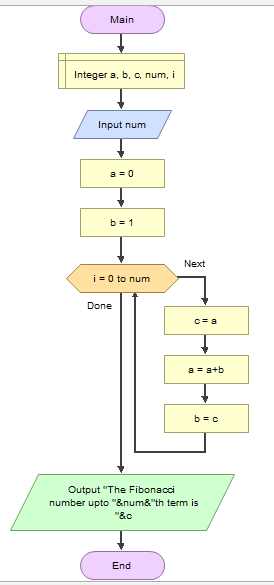 Main
Integer a, b, c, num, i
Input num
a = 0
b = 1
i = 0 to num
Next
Done
c = a
a = a+b
b = c
Output "The Fibonacci
number upto "&num&"th term is
"&c
End